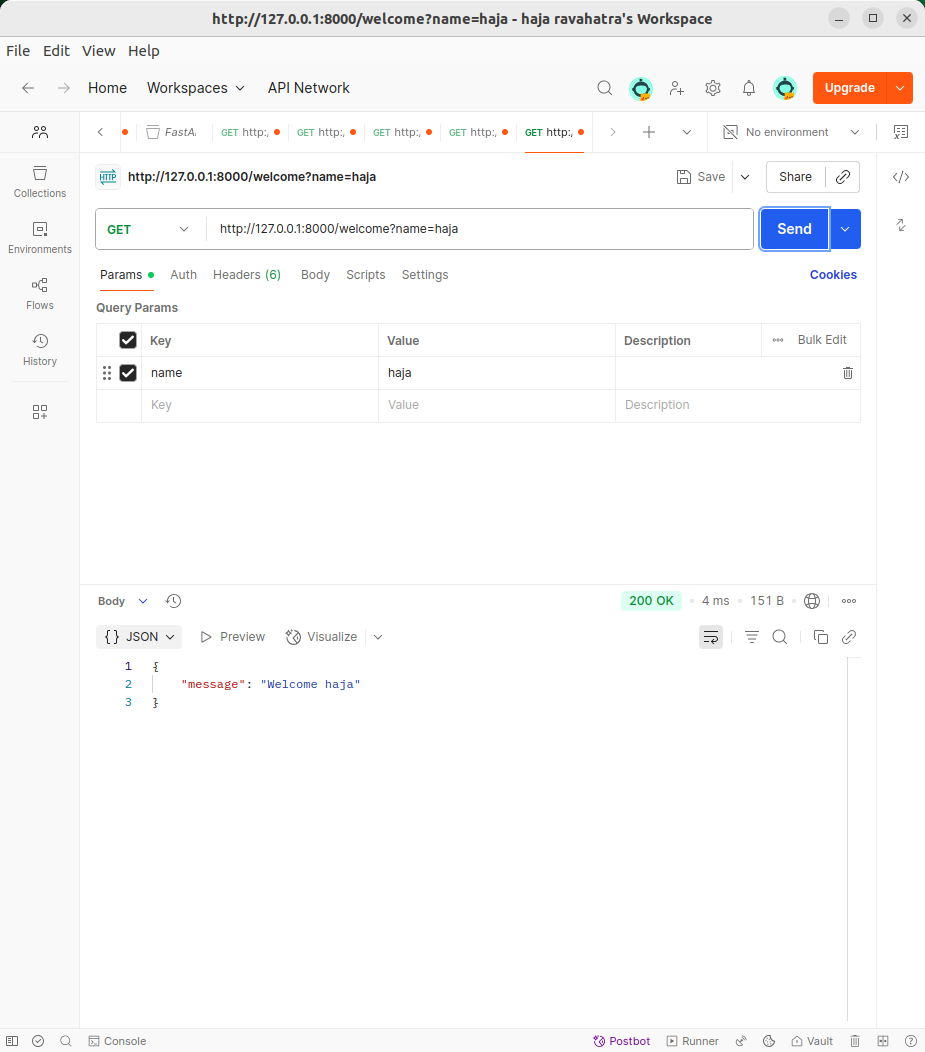 http://127.0.0.1:8000/welcome?name=haja - haja ravahatra's Workspace
File Edit View Help
Home Workspaces API Network Upgrade
FastA GET http:, GET http:, GET http:, GET http:, GET http:, No environment
HTTP http://127.0.0.1:8000/welcome?name=haja Save Share
Collections
Environments
Flows
History
GET http://127.0.0.1:8000/welcome?name=haja Send
Params Auth Headers (6) Body Scripts Settings Cookies
Query Params
Key Value Description Bulk Edit
name haja
Key Value Description
Body 200 OK 4 ms 151 B
{} JSON Preview Visualize
1 {
2 "message": "Welcome haja"
3 }
Console Postbot Runner Vault